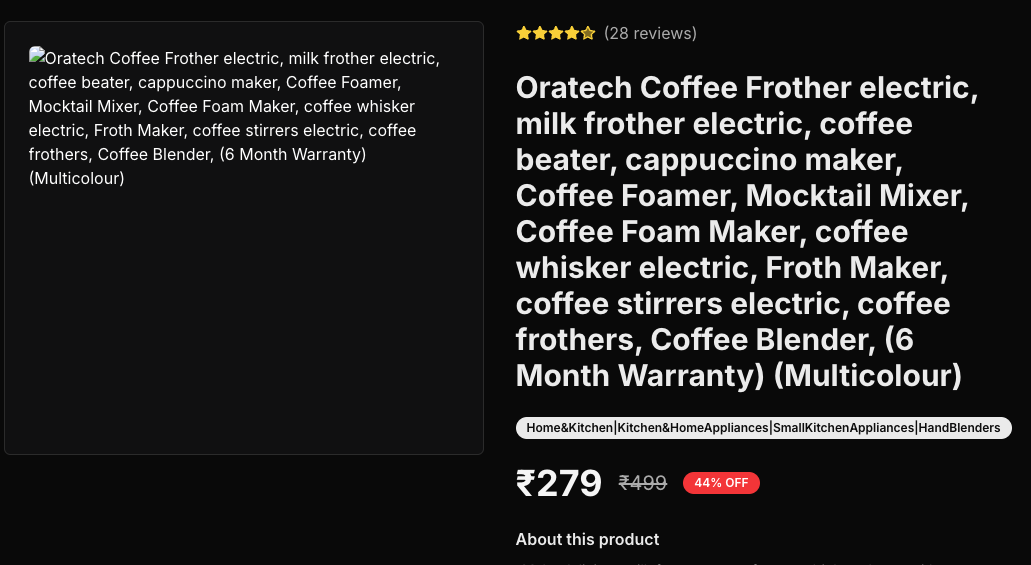 Oratech Coffee Frother electric, milk frother electric,
coffee beater, cappuccino maker, Coffee Foamer,
Mocktail Mixer, Coffee Foam Maker, coffee whisker
electric, Froth Maker, coffee stirrers electric, coffee
frothers, Coffee Blender, (6 Month Warranty)
(Multicolour)
(28 reviews)
Oratech Coffee Frother electric,
milk frother electric, coffee
beater, cappuccino maker,
Coffee Foamer, Mocktail Mixer,
Coffee Foam Maker, coffee
whisker electric, Froth Maker,
coffee stirrers electric, coffee
frothers, Coffee Blender, (6
Month Warranty) (Multicolour)
Home&Kitchen|Kitchen&HomeAppliances|SmallKitchenAppliances|HandBlenders
₹279 ₹499 44% OFF
About this product